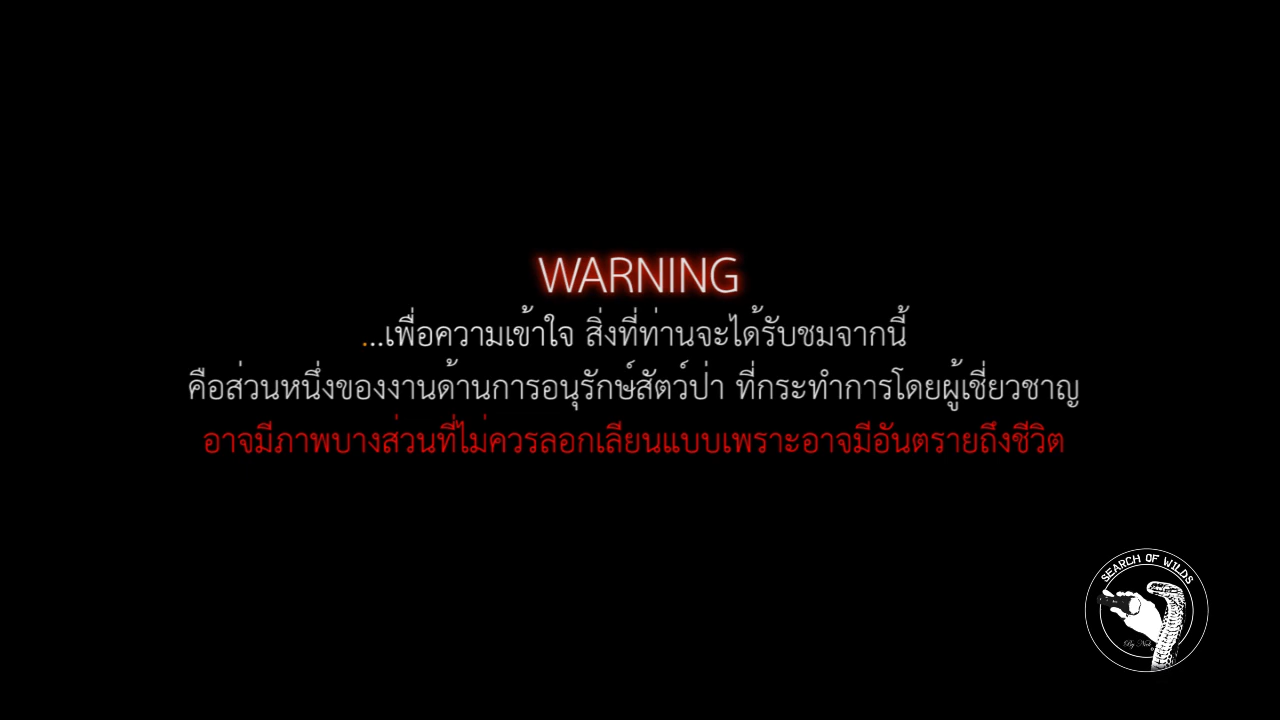 WARNING
...เพื่อความเข้าใจ สิ่งที่ท่านจะได้รับชมจากนี้
คือส่วนหนึ่งของงานด้านการอนุรักษ์สัตว์ป่า ที่กระทำการโดยผู้เชี่ยวชาญ
อาจมีภาพบางส่วนที่ไม่ควรลอกเลียนแบบเพราะอาจมีอันตรายถึงชีวิต
SEARCH OF WILDS
By Nick